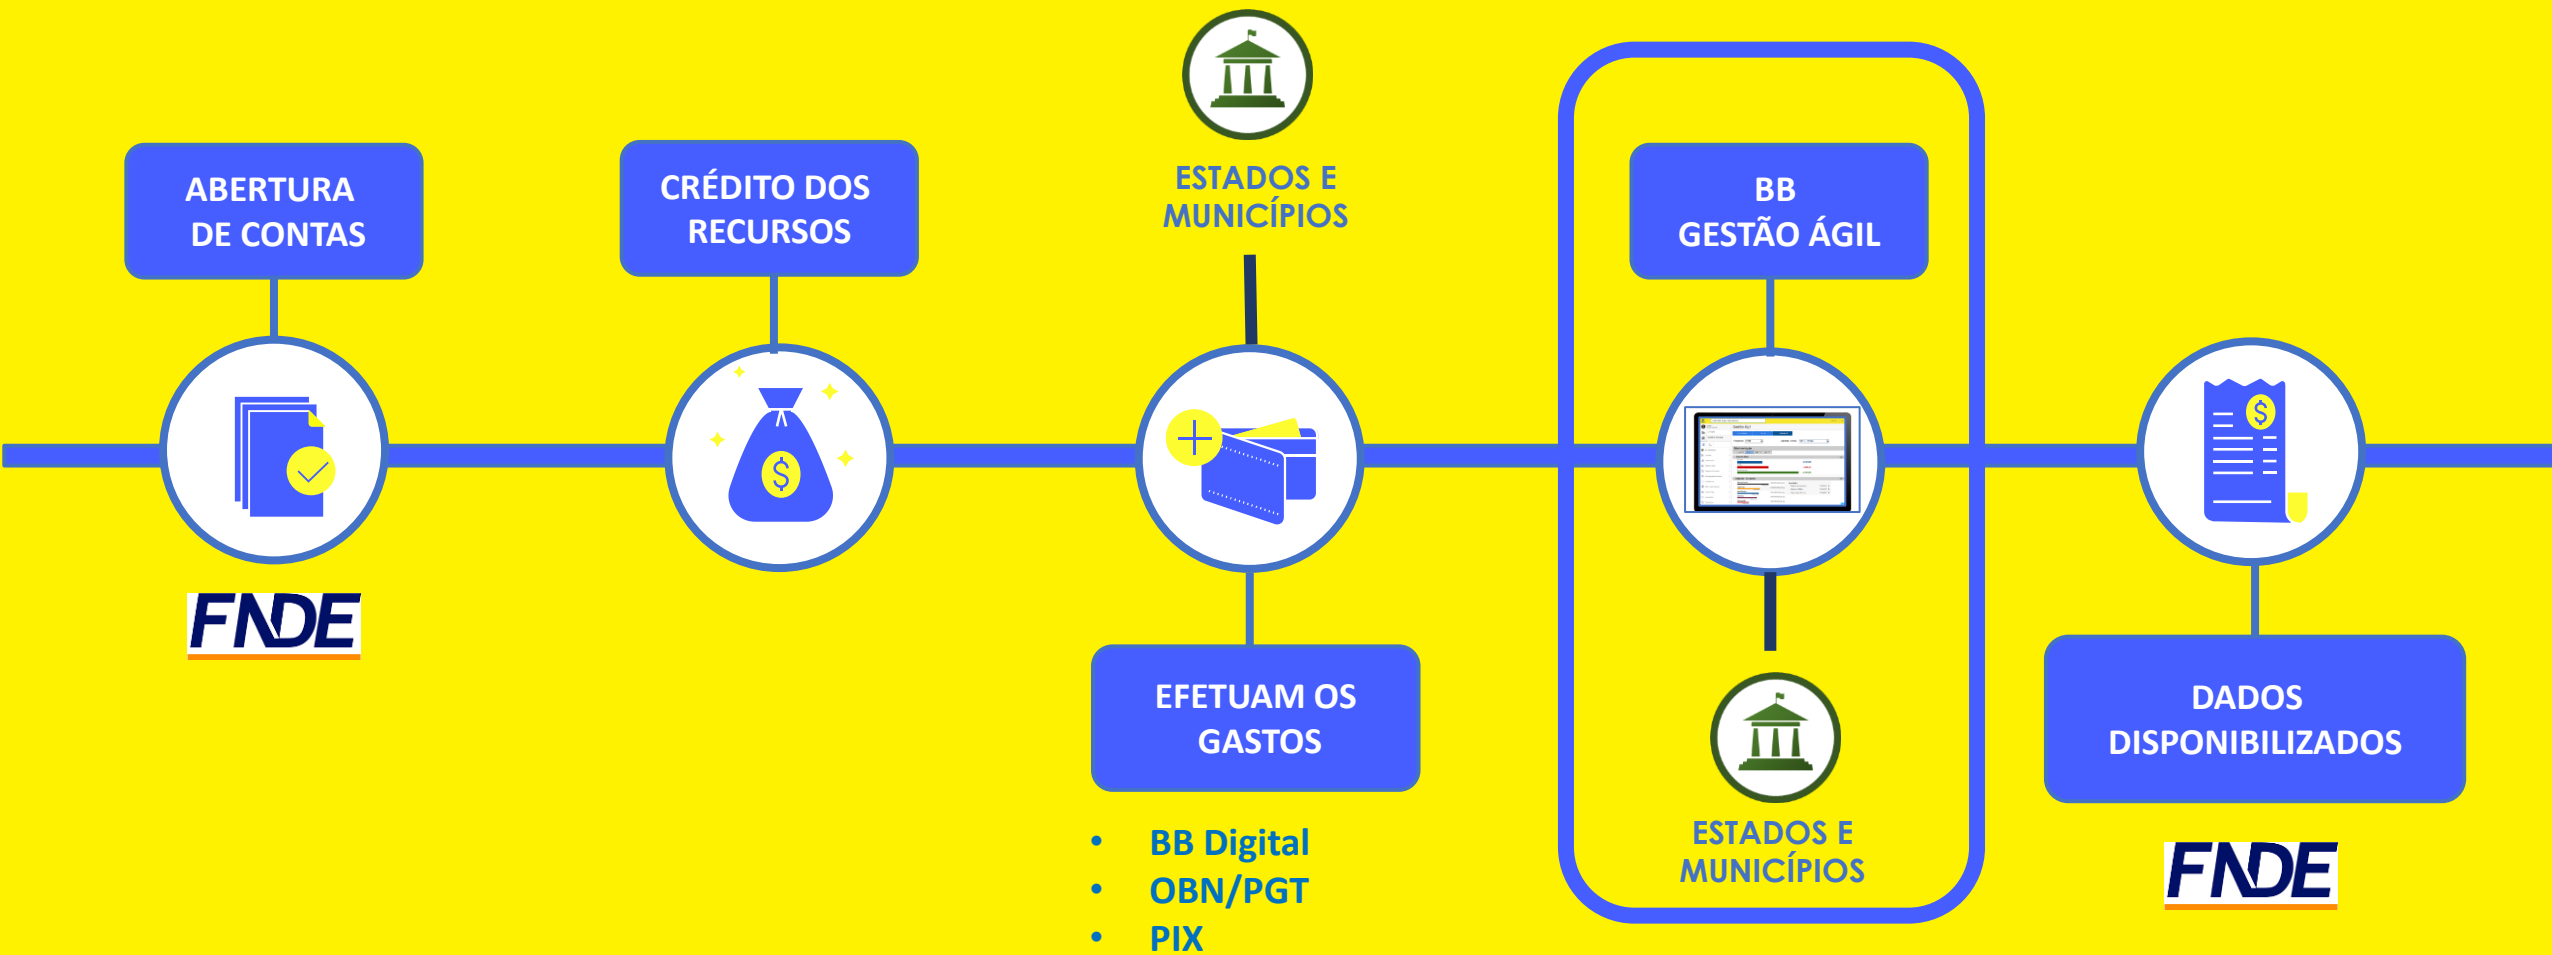 ABERTURA
DE CONTAS
FNDE
CRÉDITO DOS
RECURSOS
$
ESTADOS E
MUNICÍPIOS
EFETUAM OS
GASTOS
• BB Digital
• OBN/PGT
• PIX
BB
GESTÃO ÁGIL
ESTADOS E
MUNICÍPIOS
$
DADOS
DISPONIBILIZADOS
FNDE